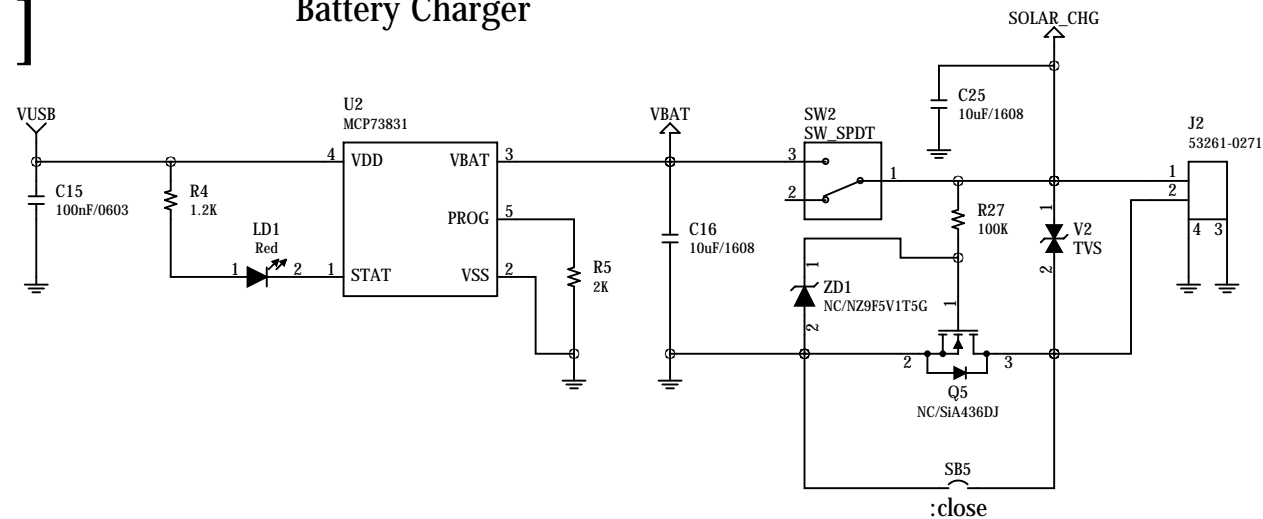 Battery Charger
SOLAR_CHG
VUSB
U2
MCP73831
VBAT
SW2
SW_SPDT
C25
10uF/1608
J2
53261-0271
4 VDD VBAT 3
3
2
1
1
2
C15
100nF/0603
R4
1.2K
PROG 5
C16
10uF/1608
R27
100K
1
V2
TVS
2
4 3
LD1
Red
1 2
1 STAT VSS 2
R5
2K
1
ZD1
NC/NZ9F5V1T5G
2
1
2 3
Q5
NC/SiA436DJ
SB5
:close